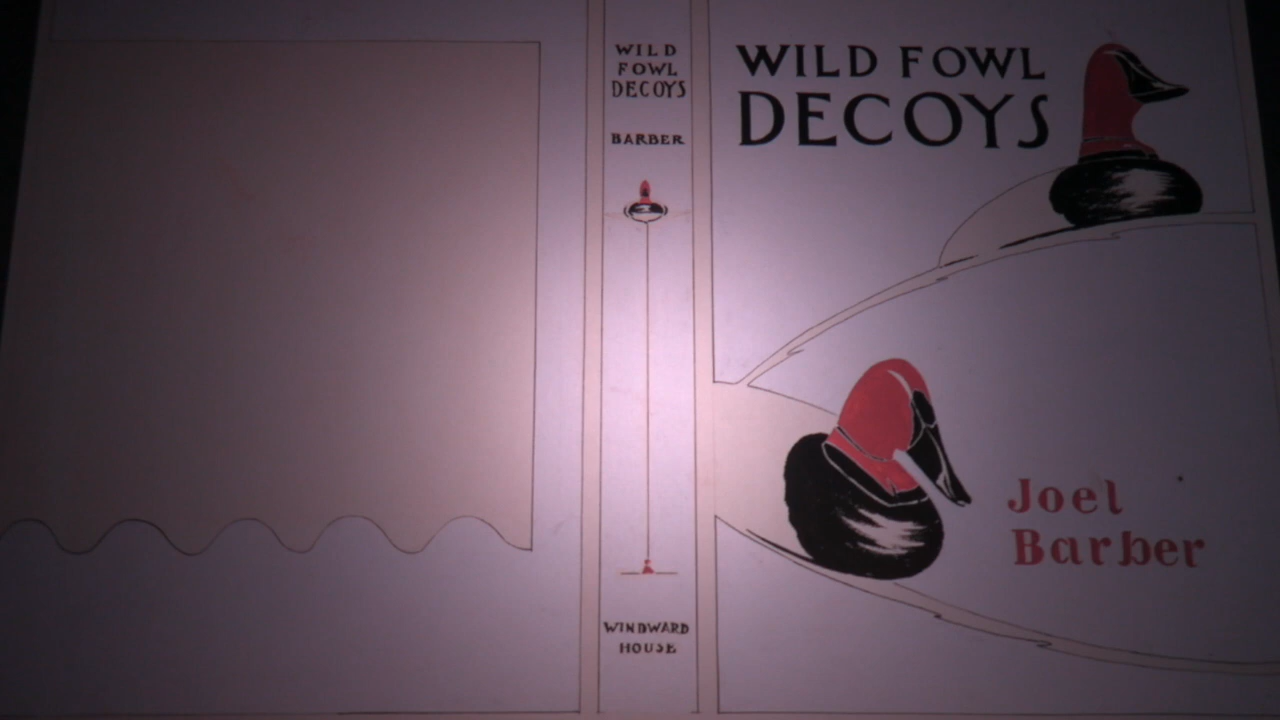 WILD
FOWL
DECOYS
BARBER
WINDWARD
HOUSE
WILD FOWL
DECOYS
Joel
Barber